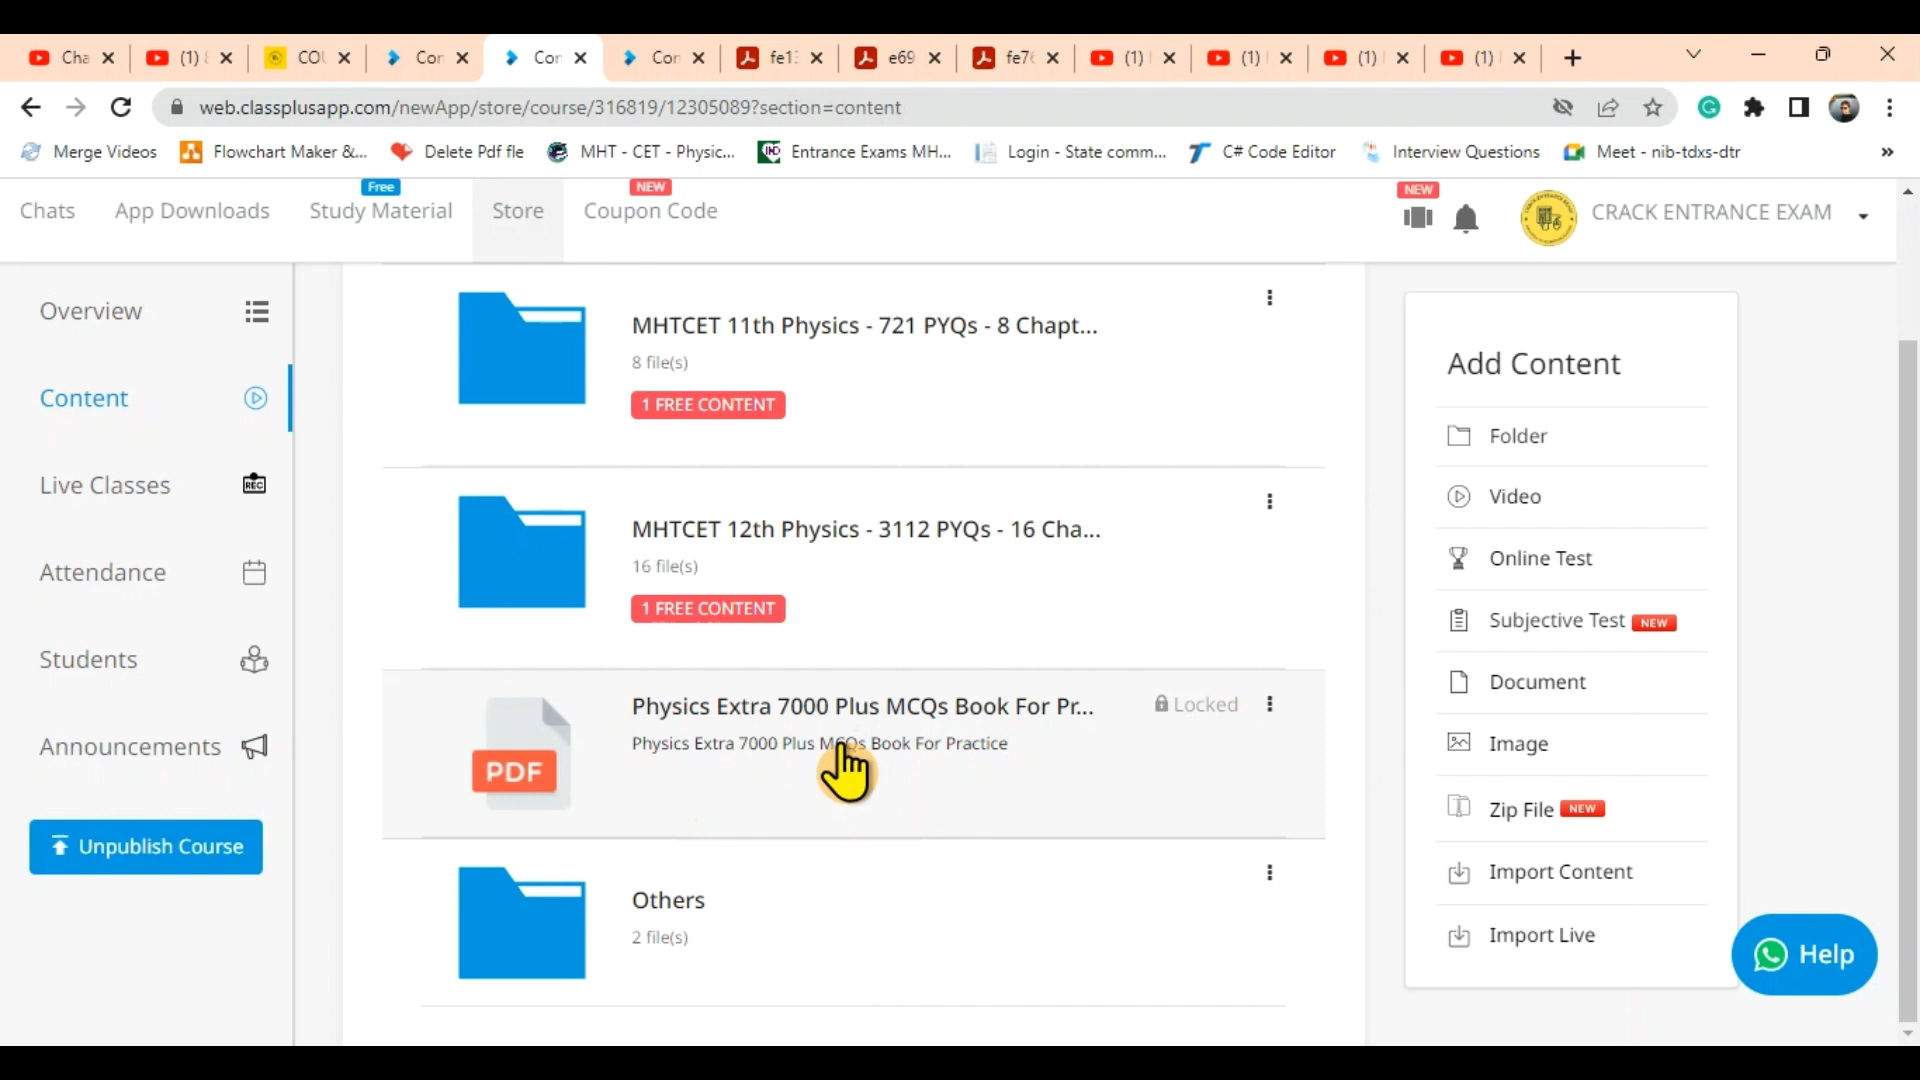 Cha
(1)
COU
Con
Con
Con
fe1
e69
fe76
(1)
(1)
(1)
(1)
web.classplusapp.com/newApp/store/course/316819/12305089?section=content
Merge Videos
Flowchart Maker &...
Delete Pdf fle
MHT - CET - Physic...
Entrance Exams MH...
Login - State comm...
C# Code Editor
Interview Questions
Meet - nib-tdxs-dtr
»
Free
NEW
NEW
Chats
App Downloads
Study Material
Store
Coupon Code
CRACK ENTRANCE EXAM
Overview
Content
Live Classes
REC
Attendance
Students
Announcements
Unpublish Course
MHTCET 11th Physics - 721 PYQs - 8 Chapt...
8 file(s)
1 FREE CONTENT
MHTCET 12th Physics - 3112 PYQs - 16 Cha...
16 file(s)
1 FREE CONTENT
PDF
Physics Extra 7000 Plus MCQs Book For Pr...
Locked
Physics Extra 7000 Plus MCQs Book For Practice
Others
2 file(s)
Add Content
Folder
Video
Online Test
Subjective Test NEW
Document
Image
Zip File NEW
Import Content
Import Live
Help